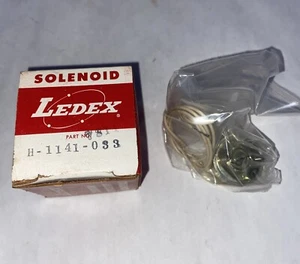 SOLENOID
LEDEX
PART NO.
H-1141-033